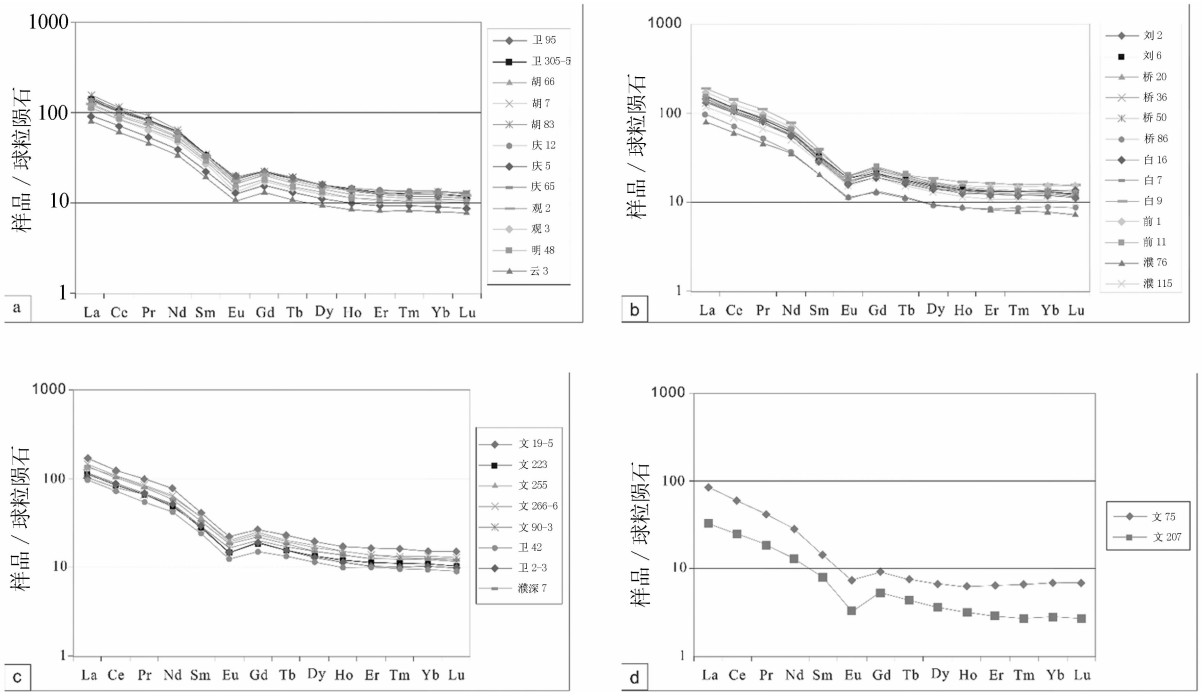 1000
100
10
1
样品 / 球粒陨石
La Ce Pr Nd Sm Eu Gd Tb Dy Ho Er Tm Yb Lu
卫 95
卫 305-5
胡 66
胡 7
胡 83
庆 12
庆 5
庆 65
观 2
观 3
明 48
云 3
a
1000
100
10
1
样品 / 球粒陨石
La Ce Pr Nd Sm Eu Gd Tb Dy Ho Er Tm Yb Lu
刘 2
刘 6
桥 20
桥 36
桥 50
桥 86
白 16
白 7
白 9
前 1
前 11
濮 76
濮 115
b
1000
100
10
1
样品 / 球粒陨石
La Ce Pr Nd Sm Eu Gd Tb Dy Ho Er Tm Yb Lu
文 19-5
文 223
文 255
文 266-6
文 90-3
卫 42
卫 2-3
濮深 7
c
1000
100
10
1
样品 / 球粒陨石
La Ce Pr Nd Sm Eu Gd Tb Dy Ho Er Tm Yb Lu
文 75
文 207
d